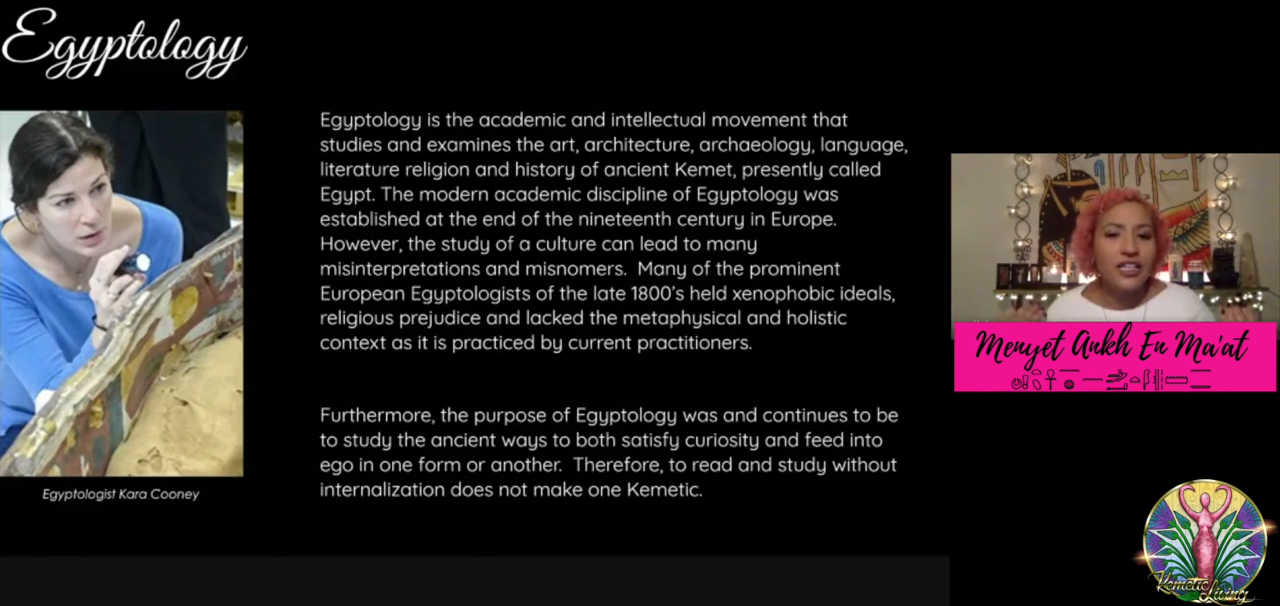 Egyptology
Egyptology is the academic and intellectual movement that
studies and examines the art, architecture, archaeology, language,
literature religion and history of ancient Kemet, presently called
Egypt. The modern academic discipline of Egyptology was
established at the end of the nineteenth century in Europe.
However, the study of a culture can lead to many
misinterpretations and misnomers. Many of the prominent
European Egyptologists of the late 1800's held xenophobic ideals,
religious prejudice and lacked the metaphysical and holistic
context as it is practiced by current practitioners.
Furthermore, the purpose of Egyptology was and continues to be
to study the ancient ways to both satisfy curiosity and feed into
ego in one form or another. Therefore, to read and study without
internalization does not make one Kemetic.
Egyptologist Kara Cooney
Menyet Ankh En Ma'at
Kemetic Living